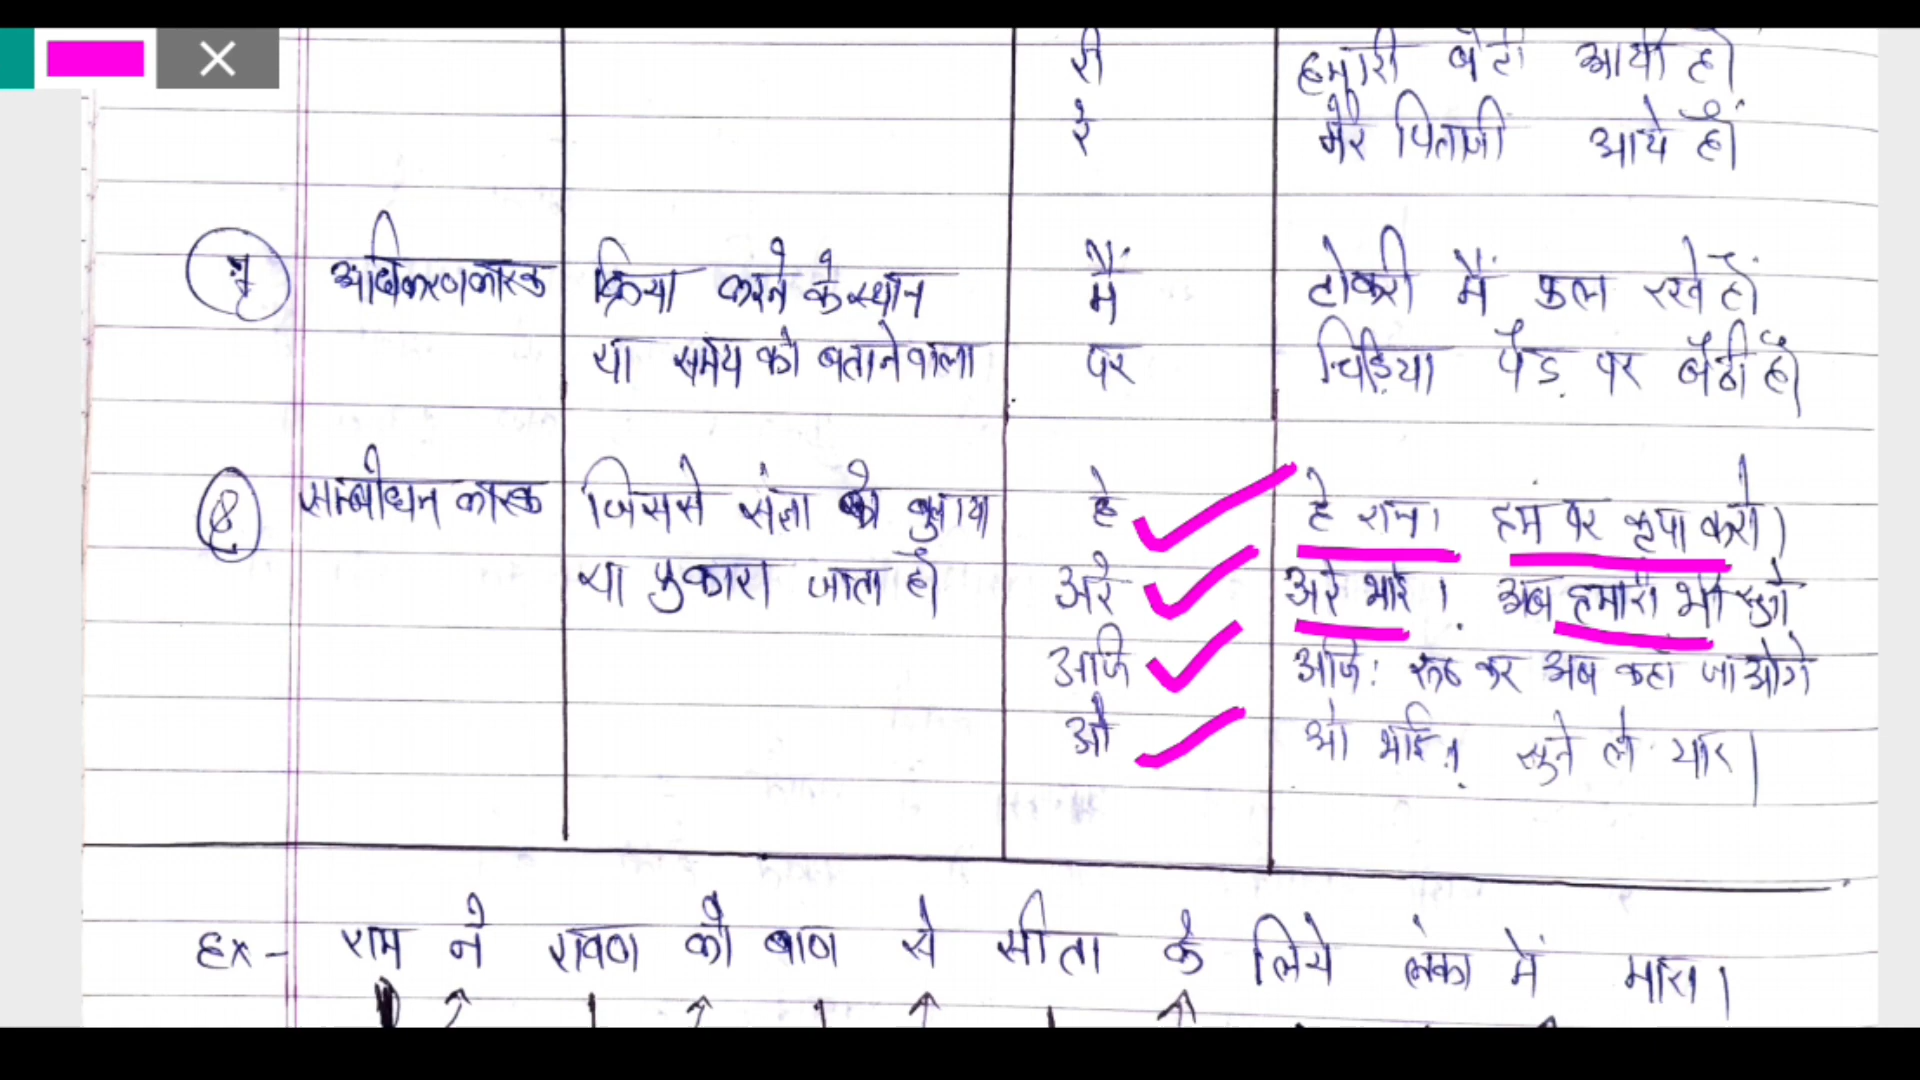 री हमारी बेटी आयी है।
रे मेरे पिताजी आये हैं।
७ अधिकरण कारक क्रिया करने के स्थान में टोकरी में फल रखे हैं।
या समय को बताने वाला पर चिड़िया पेड़ पर बैठी है।
8 सम्बोधन कारक जिससे संज्ञा को बुलाया हे हे राम। हम पर कृपा करो।
या पुकारा जाता है। अरे अरे भाई। अब हमारी भी
अजि अजि! रूठ कर अब कहाँ जाओगे
ओ ओ भाई! सुन लो यार।
Ex- राम ने रावण को बाण से सीता के लिये लंका में मारा।